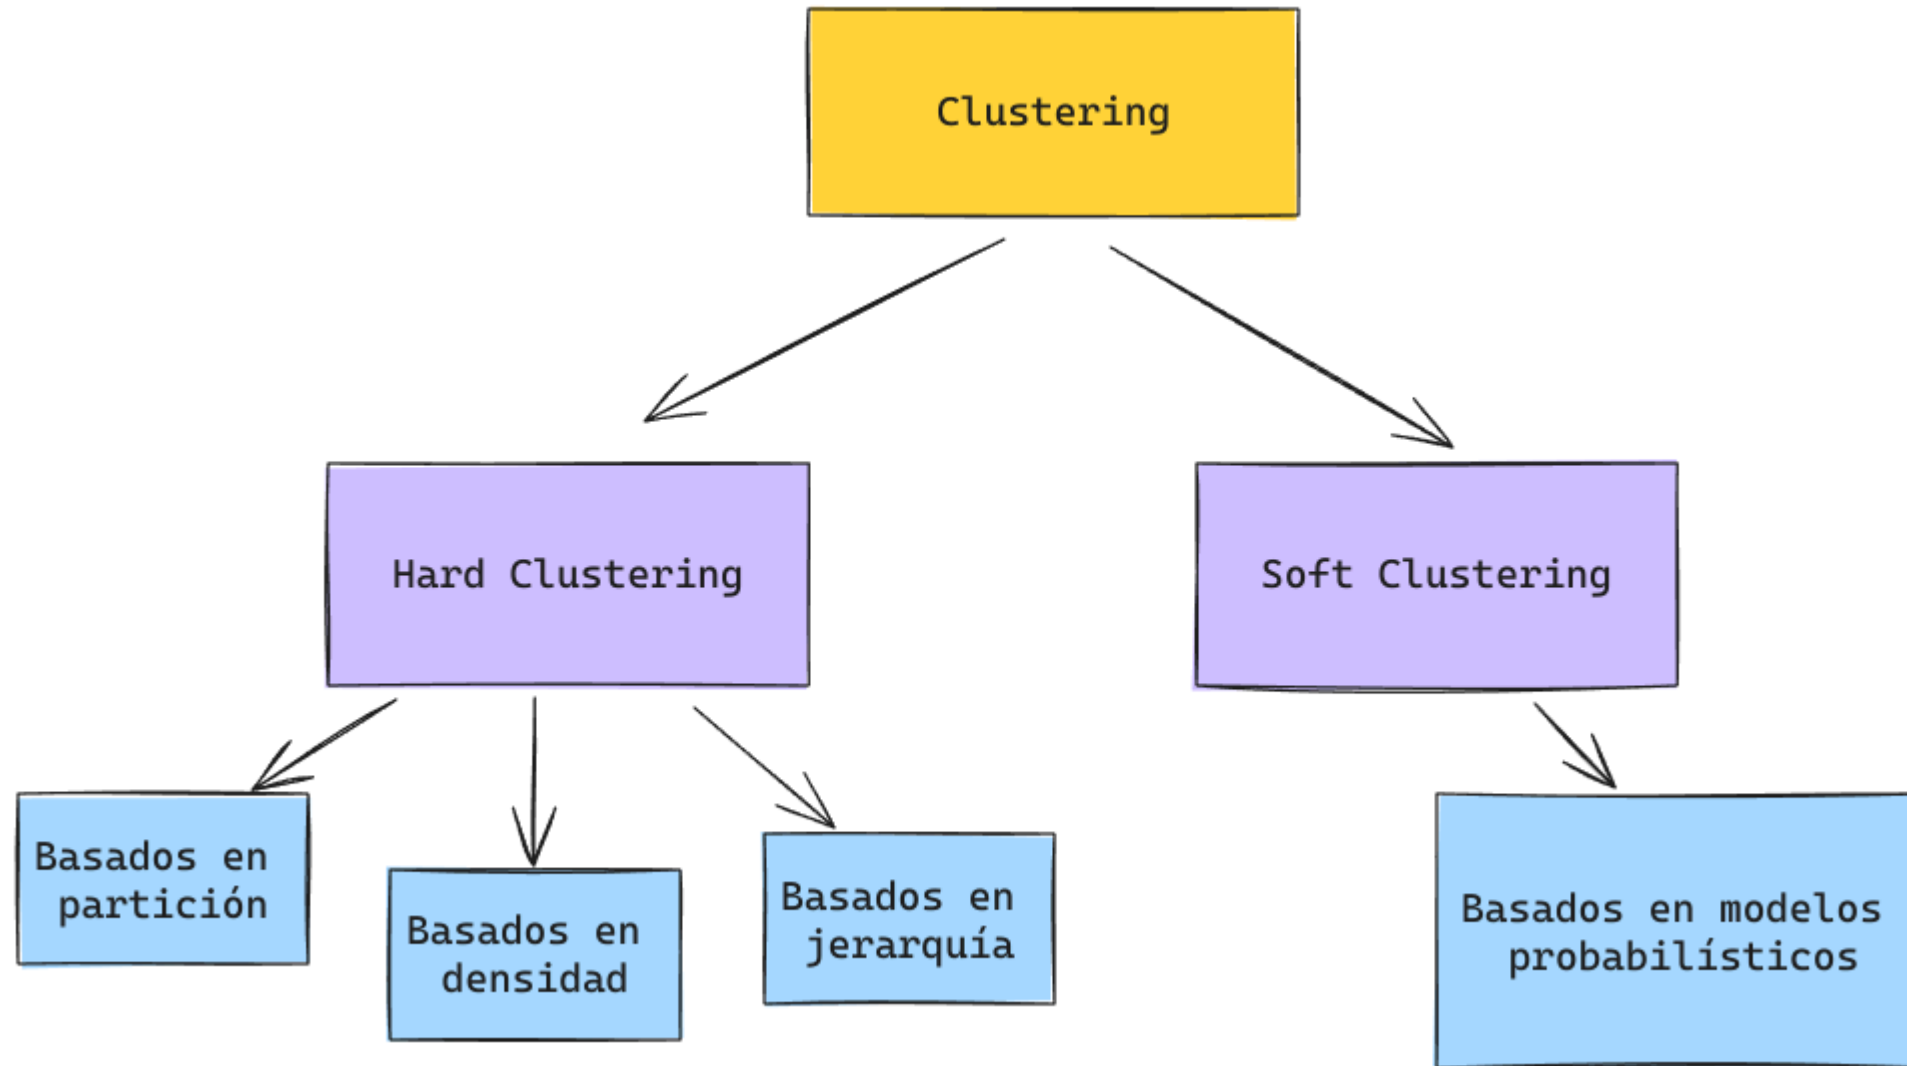 Clustering
Hard Clustering
Soft Clustering
Basados en
partición
Basados en
densidad
Basados en
jerarquía
Basados en modelos
probabilísticos